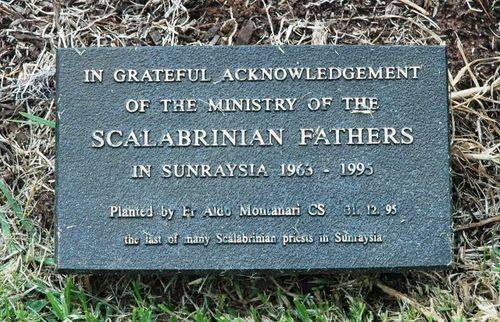 IN GRATEFUL ACKNOWLEDGEMENT
OF THE MINISTRY OF THE
SCALABRINIAN FATHERS
IN SUNRAYSIA 1963 - 1995
Planted by Fr Aldo Montanari CS 31. 12. 95
the last of many Scalabrinian priests in Sunraysia